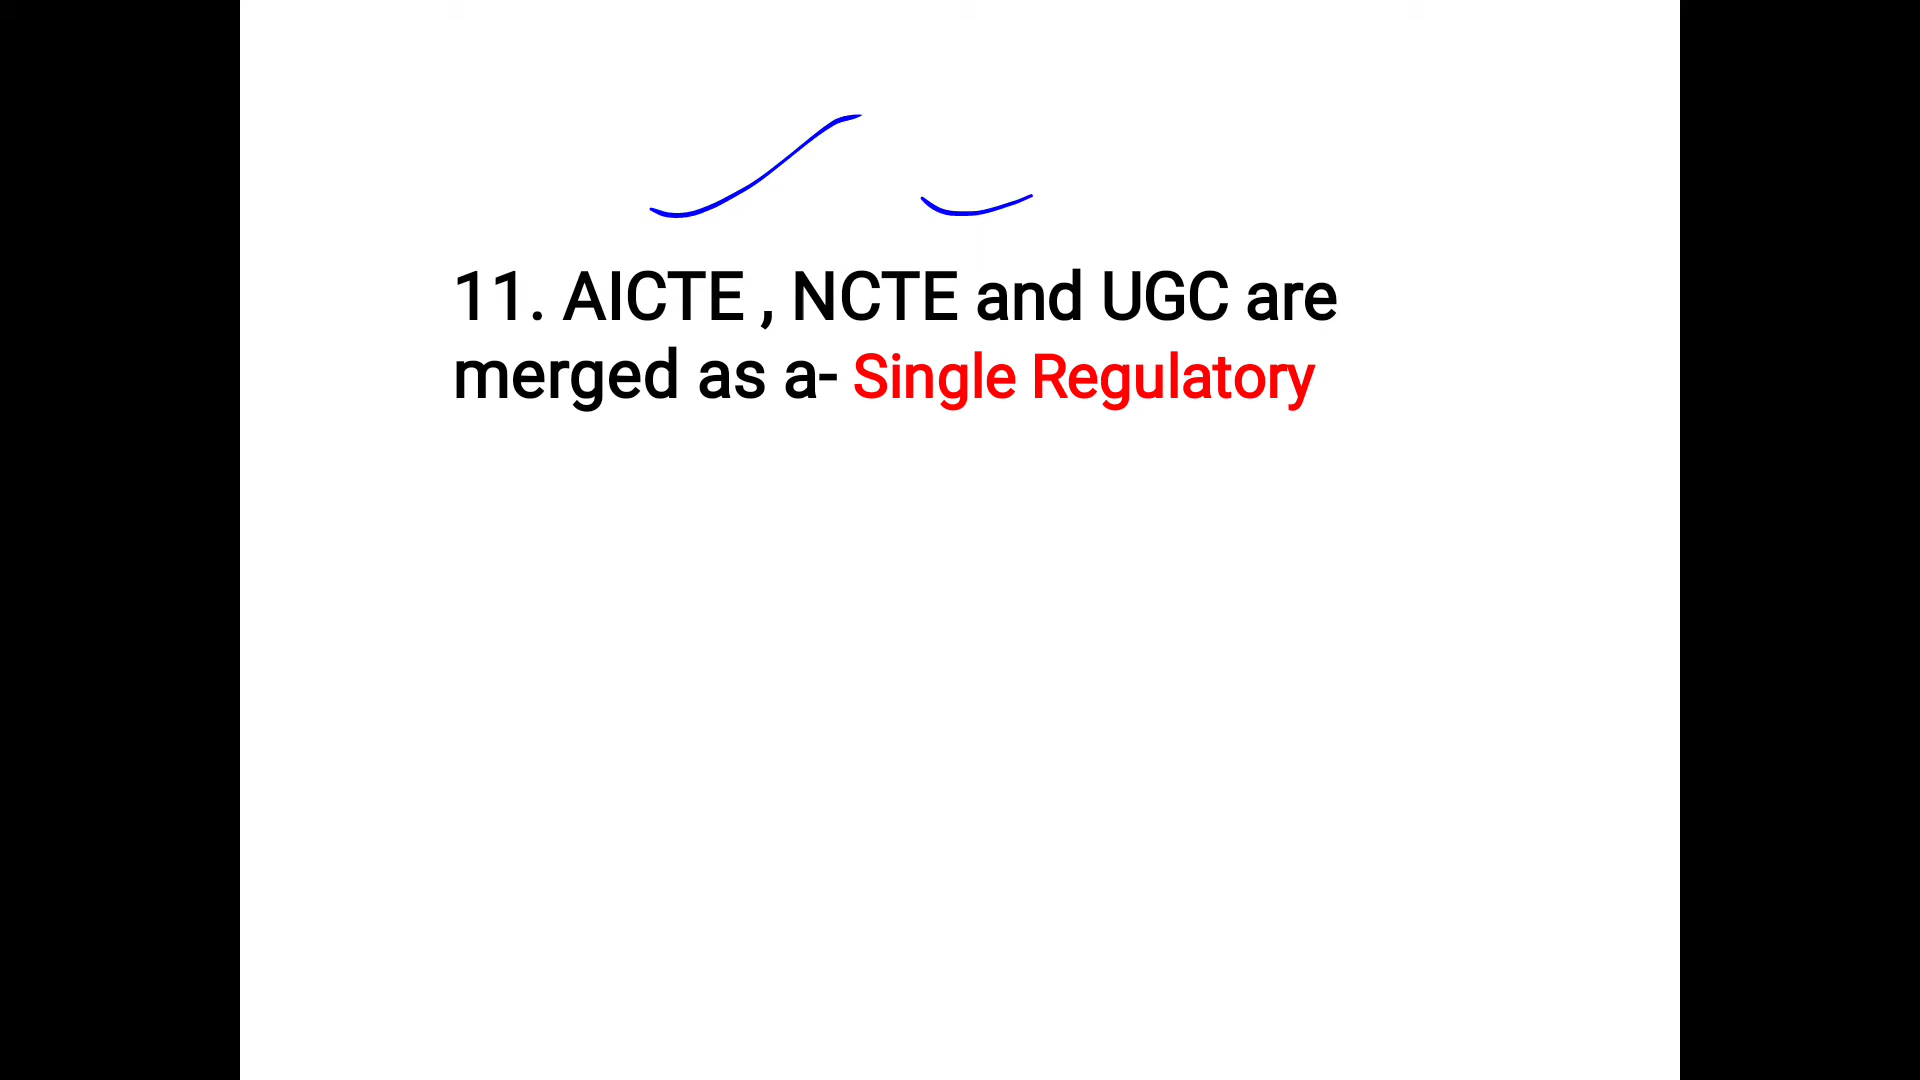 11. AICTE , NCTE and UGC are
merged as a- Single Regulatory